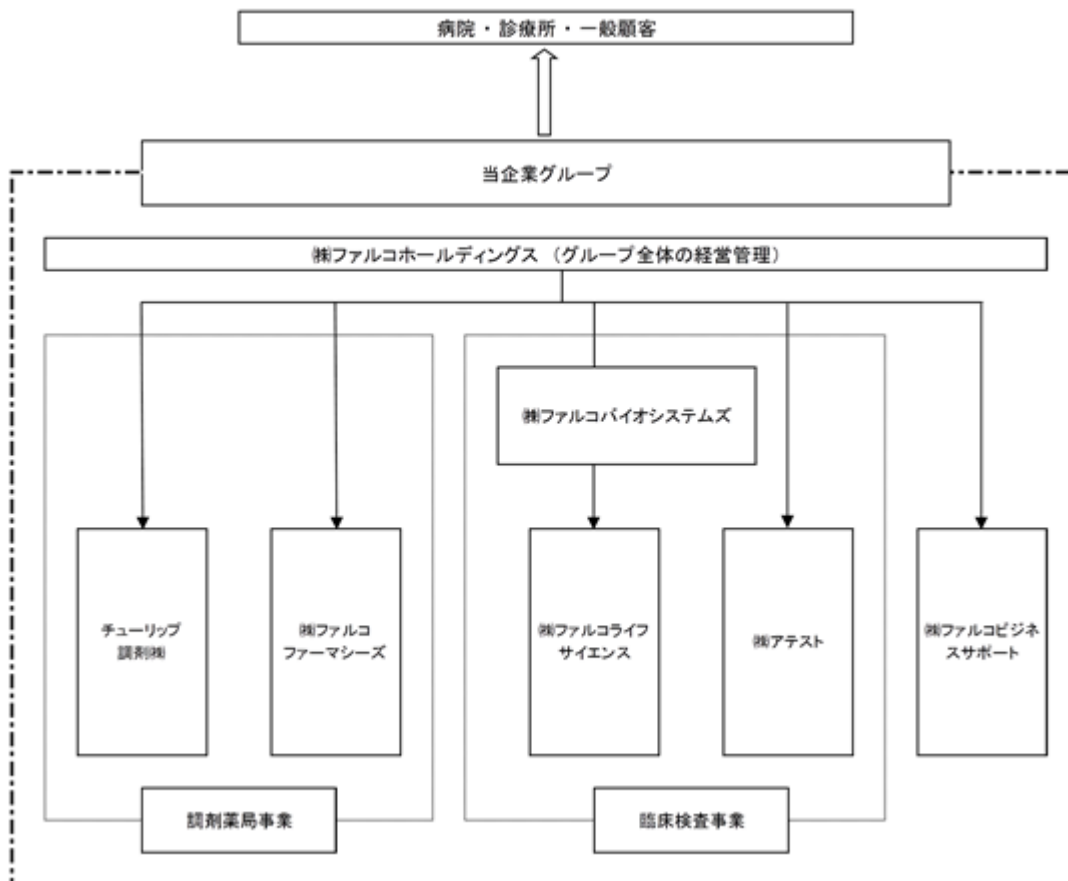 病院・診療所・一般顧客
当企業グループ
㈱ファルコホールディングス （グループ全体の経営管理）
㈱ファルコバイオシステムズ
チューリップ
調剤㈱
㈱ファルコ
ファーマシーズ
㈱ファルコライフ
サイエンス
㈱アテスト
㈱ファルコビジネ
スサポート
調剤薬局事業
臨床検査事業